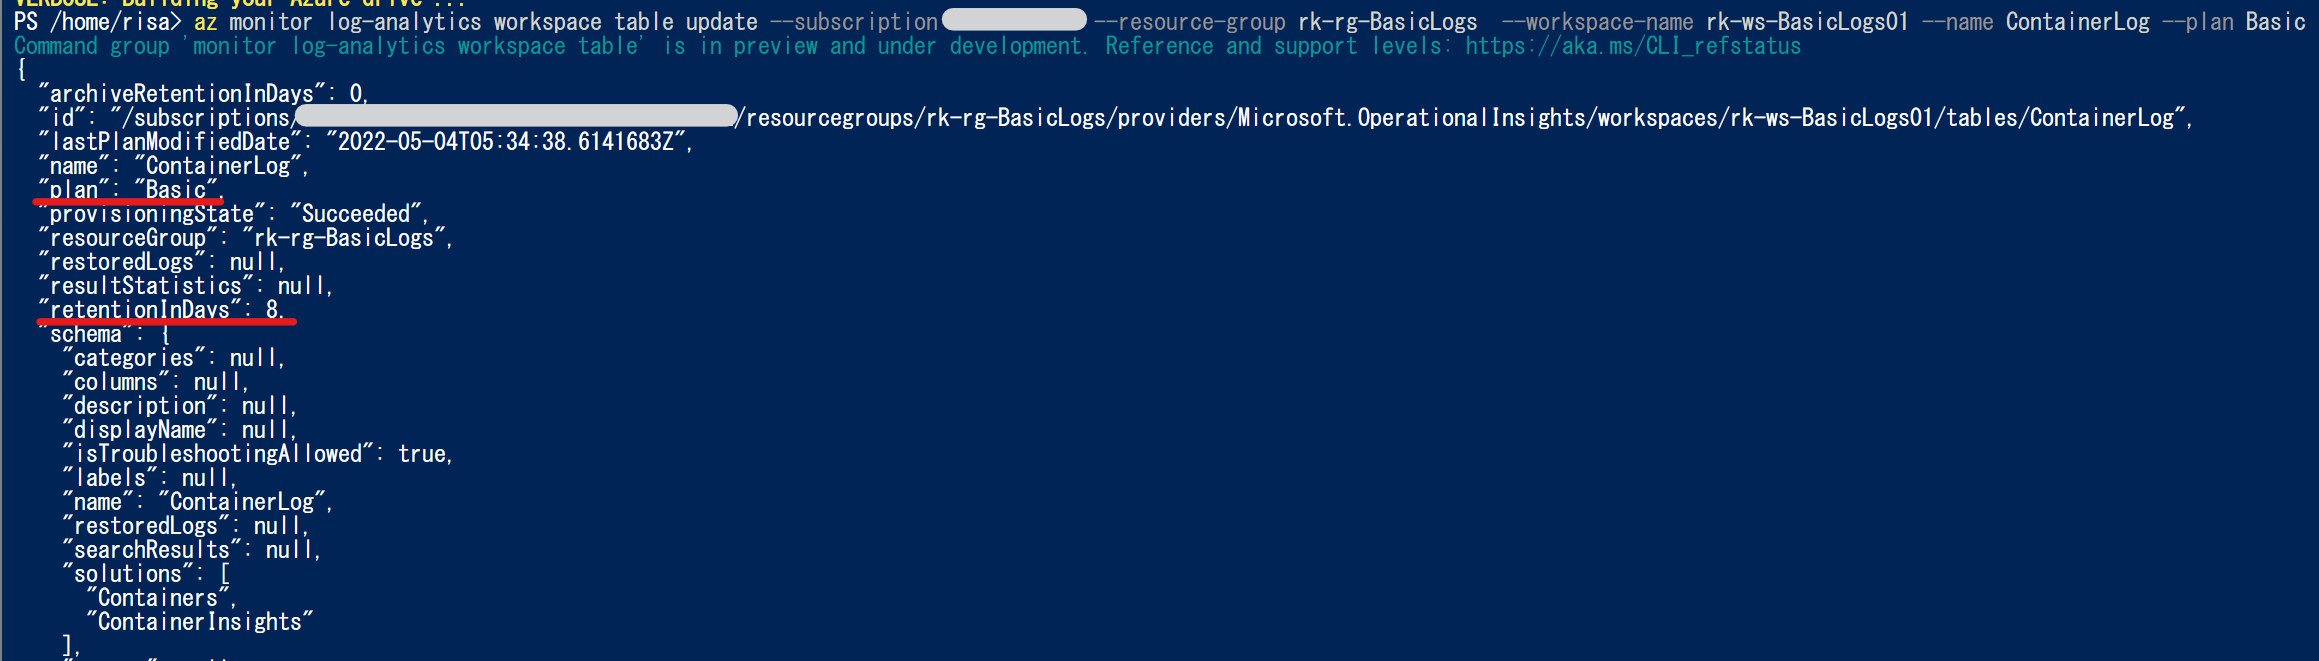 VERBOSE: Building your Azure drive ...
PS /home/risa> az monitor log-analytics workspace table update --subscription --resource-group rk-rg-BasicLogs --workspace-name rk-ws-BasicLogs01 --name ContainerLog --plan Basic
Command group 'monitor log-analytics workspace table' is in preview and under development. Reference and support levels: https://aka.ms/CLI_refstatus
{
"archiveRetentionInDays": 0,
"id": "/subscriptions/ /resourcegroups/rk-rg-BasicLogs/providers/Microsoft.OperationalInsights/workspaces/rk-ws-BasicLogs01/tables/ContainerLog",
"lastPlanModifiedDate": "2022-05-04T05:34:38.6141683Z",
"name": "ContainerLog",
"plan": "Basic",
"provisioningState": "Succeeded",
"resourceGroup": "rk-rg-BasicLogs",
"restoredLogs": null,
"resultStatistics": null,
"retentionInDays": 8,
"schema": {
"categories": null,
"columns": null,
"description": null,
"displayName": null,
"isTroubleshootingAllowed": true,
"labels": null,
"name": "ContainerLog",
"restoredLogs": null,
"searchResults": null,
"solutions": [
"Containers",
"ContainerInsights"
],